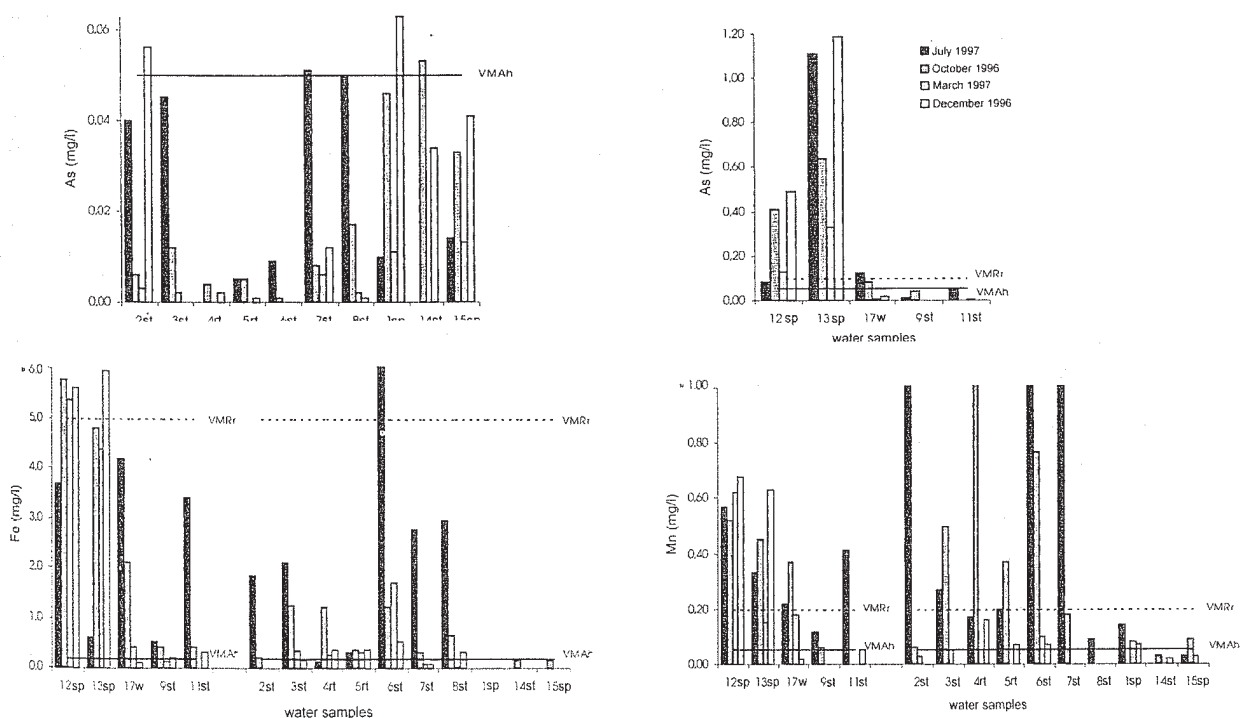 0.06
0.04
0.02
0.00
As (mg/l)
VMAh
2st 3st 4rt 5rt 6st 7st 8st 1sp 14st 15sp
1,20
1,00
0,80
0,60
0,40
0,20
0,00
As (mg/l)
July 1997
October 1996
March 1997
December 1996
VMRr
VMAh
12 sp 13 sp 17w 9st 11st
water samples
6.0
5.0
4.0
3.0
2.0
1.0
0.0
Fe (mg/l)
VMRr VMRr
12sp 13sp 17w 9st 11st 2st 3st 4rt 5rt 6st 7st 8st 1sp 14st 15sp
water samples
1.00
0,80
0,60
0,40
0,20
0,00
Mn (mg/l)
VMRr VMRr
VMAh VMAh
12sp 13sp 17w 9st 11st 2st 3st 4rt 5rt 6st 7st 8st 1sp 14st 15sp
water samples